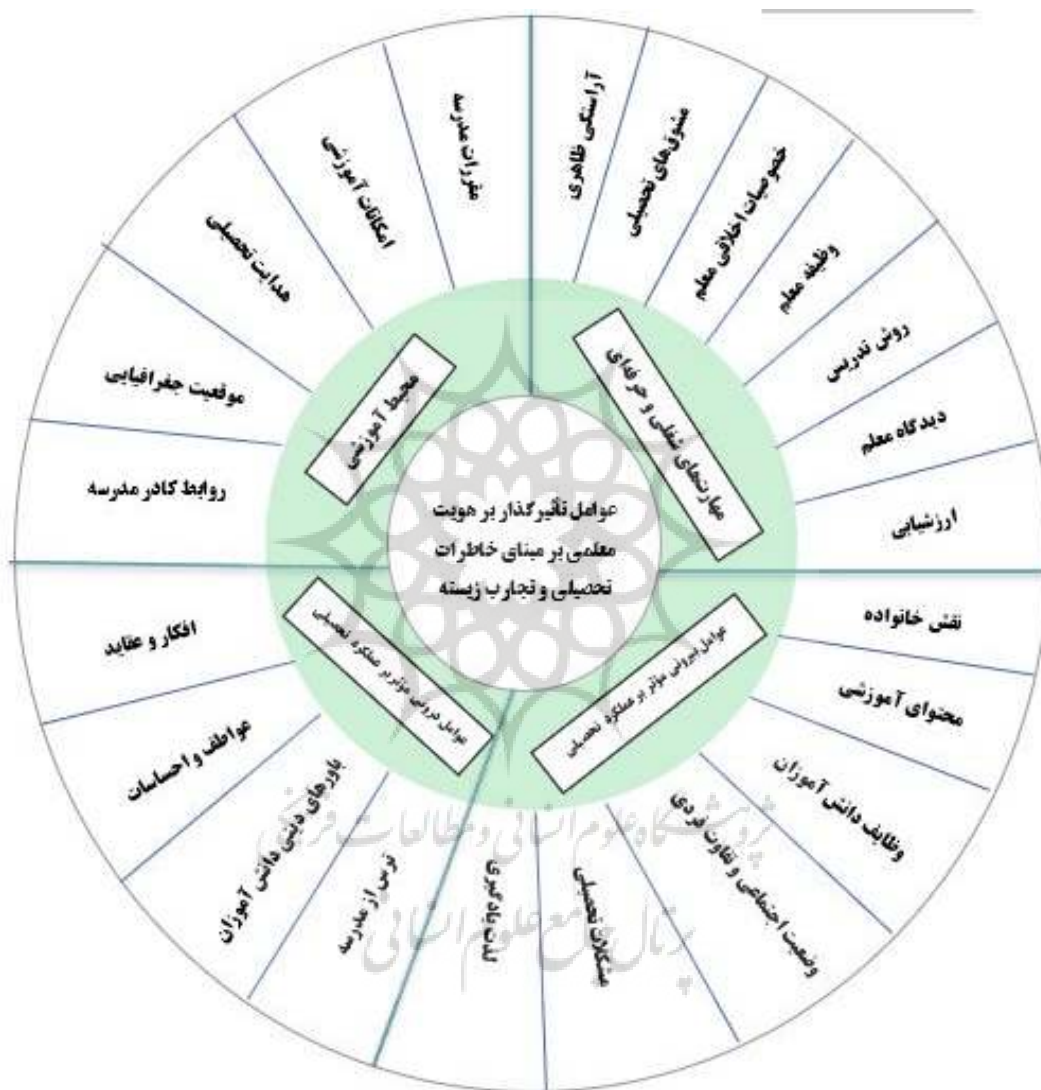 عوامل تأثیرگذار بر هویت
معلمی بر مبنای خاطرات
تحصیلی و تجارب زیسته
مهارت‌های شغلی و حرفه‌ای
آراستگی ظاهری
مشوق‌های تحصیلی
خصوصیات اخلاقی معلم
وظیفه معلم
روش تدریس
دیدگاه معلم
ارزشیابی
عوامل بیرونی مؤثر بر عملکرد تحصیلی
نقش خانواده
محتوای آموزشی
وظایف دانش آموزان
وضعیت اجتماعی و تفاوت فردی
مشکلات تحصیلی
لذت یادگیری
عوامل درونی مؤثر بر عملکرد تحصیلی
ترس از مدرسه
باورهای دینی دانش آموزان
عواطف و احساسات
افکار و عقاید
محیط آموزشی
روابط کادر مدرسه
موقعیت جغرافیایی
هدایت تحصیلی
امکانات آموزشی
مقررات مدرسه
پژوهشگاه علوم انسانی و مطالعات فرهنگی
پرتال جامع علوم انسانی